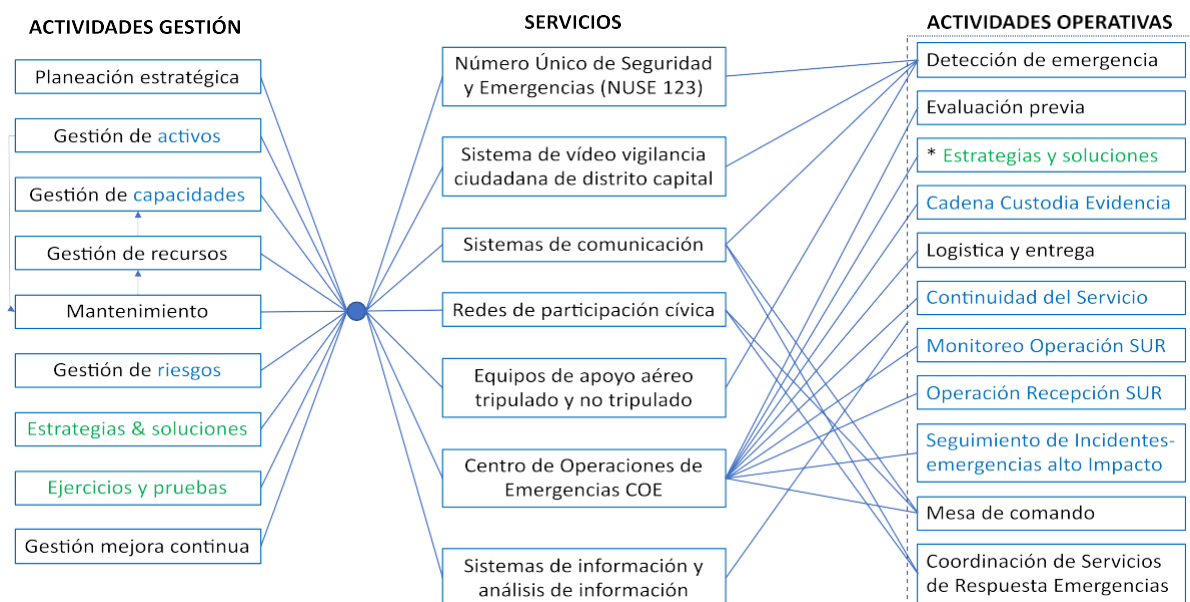 ACTIVIDADES GESTIÓN
Planeación estratégica
Gestión de activos
Gestión de capacidades
Gestión de recursos
Mantenimiento
Gestión de riesgos
Estrategias & soluciones
Ejercicios y pruebas
Gestión mejora continua
SERVICIOS
Número Único de Seguridad
y Emergencias (NUSE 123)
Sistema de vídeo vigilancia
ciudadana de distrito capital
Sistemas de comunicación
Redes de participación cívica
Equipos de apoyo aéreo
tripulado y no tripulado
Centro de Operaciones de
Emergencias COE
Sistemas de información y
análisis de información
ACTIVIDADES OPERATIVAS
Detección de emergencia
Evaluación previa
* Estrategias y soluciones
Cadena Custodia Evidencia
Logistica y entrega
Continuidad del Servicio
Monitoreo Operación SUR
Operación Recepción SUR
Seguimiento de Incidentes-
emergencias alto Impacto
Mesa de comando
Coordinación de Servicios
de Respuesta Emergencias